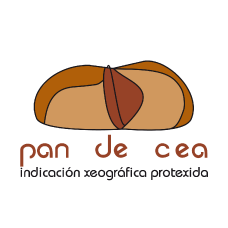 pan de cea
indicación xeográfica protexida